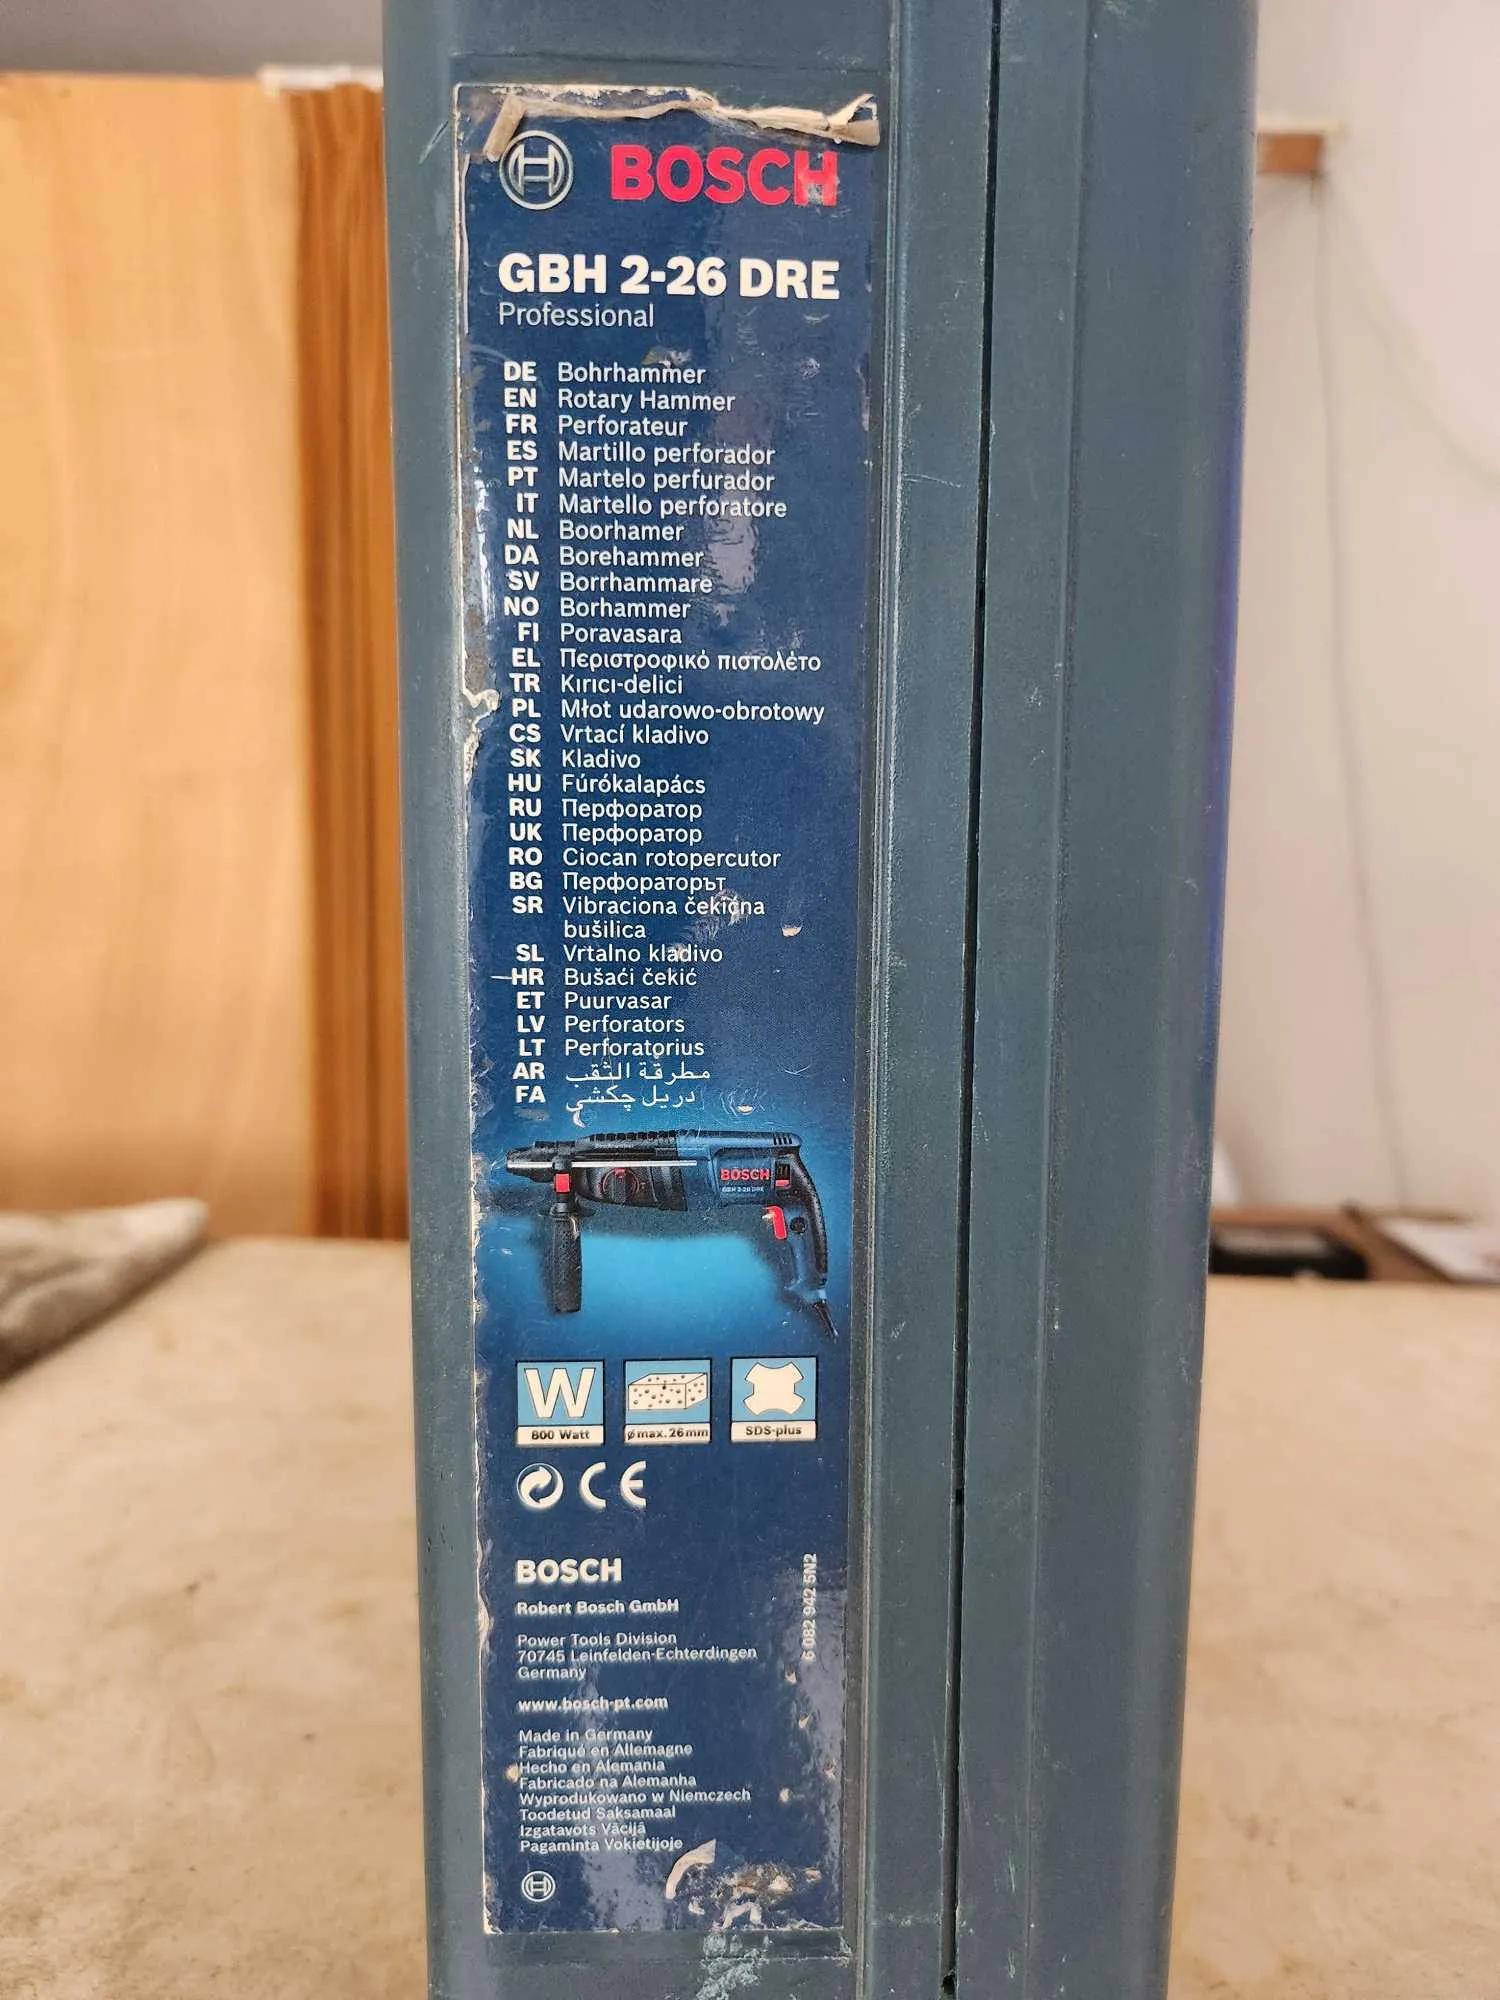 BOSCH
GBH 2-26 DRE
Professional
DE Bohrhammer
EN Rotary Hammer
FR Perforateur
ES Martillo perforador
PT Martelo perfurador
IT Martello perforatore
NL Boorhamer
DA Borehammer
SV Borrhammare
NO Borhammer
FI Poravasara
EL Περιστροφικό πιστολέτο
TR Kırıcı-delici
PL Młot udarowo-obrotowy
CS Vrtací kladivo
SK Kladivo
HU Fúrókalapács
RU Перфоратор
UK Перфоратор
RO Ciocan rotopercutor
BG Перфораторът
SR Vibraciona čekićna
bušilica
SL Vrtalno kladivo
HR Bušaći čekić
ET Puurvasar
LV Perforators
LT Perforatorius
AR مطرقة الثقب
FA دریل چکشی
BOSCH
GBH 2-26 DRE
W
800 Watt
ø max. 26 mm
SDS-plus
CE
BOSCH
Robert Bosch GmbH
Power Tools Division
70745 Leinfelden-Echterdingen
Germany
www.bosch-pt.com
6 082 942 5N2
Made in Germany
Fabriqué en Allemagne
Hecho en Alemania
Fabricado na Alemanha
Wyprodukowano w Niemczech
Toodetud Saksamaal
Izgatavots Vācijā
Pagaminta Vokietijoje